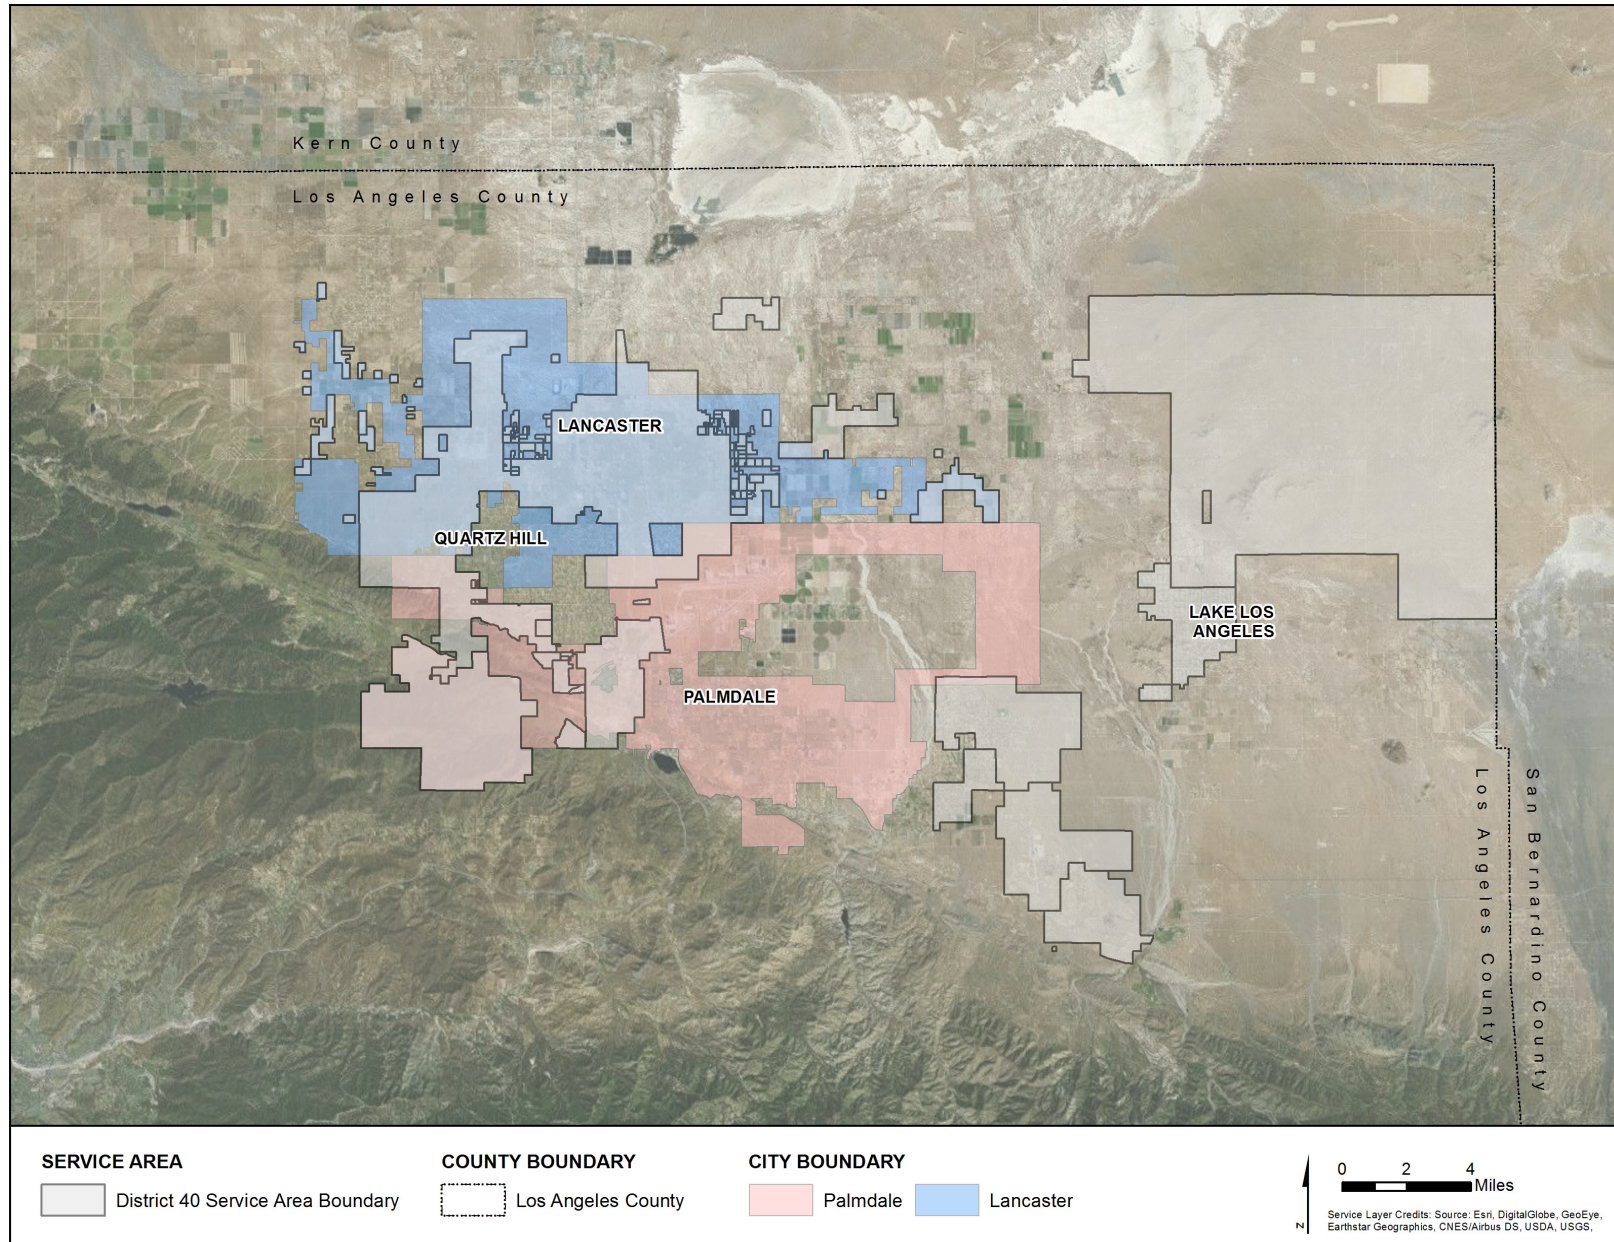 Kern County
Los Angeles County
LANCASTER
QUARTZ HILL
LAKE LOS
ANGELES
PALMDALE
Los Angeles County
San Bernardino County
SERVICE AREA
District 40 Service Area Boundary
COUNTY BOUNDARY
Los Angeles County
CITY BOUNDARY
Palmdale
Lancaster
N
0 2 4
Miles
Service Layer Credits: Source: Esri, DigitalGlobe, GeoEye,
Earthstar Geographics, CNES/Airbus DS, USDA, USGS,